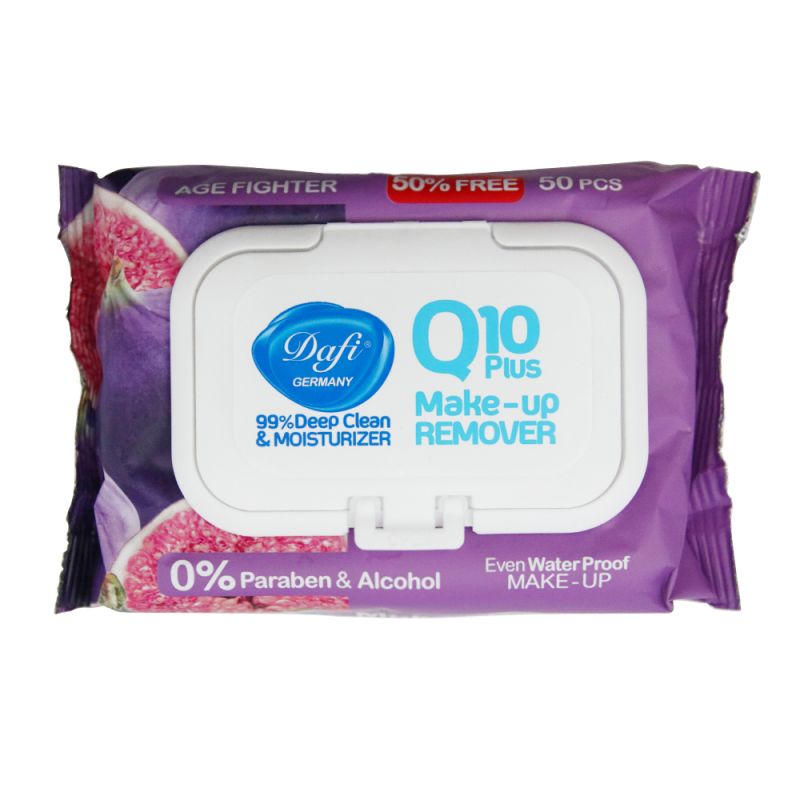 AGE FIGHTER
50% FREE
50 PCS
Dafi®
GERMANY
99%Deep Clean
& MOISTURIZER
Q10
Plus
Make-up
REMOVER
0% Paraben & Alcohol
Even Water Proof
MAKE-UP